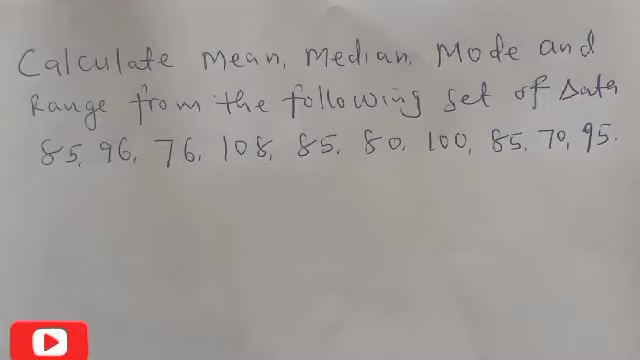 Calculate Mean, Median, Mode and
Range from the following set of Data
85, 96, 76, 108, 85, 80, 100, 85, 70, 95.